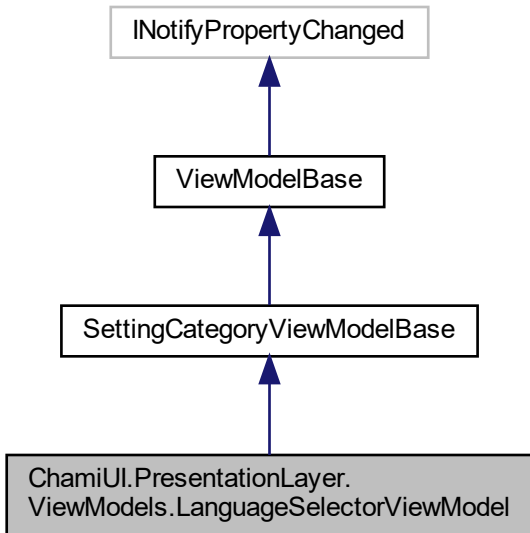 INotifyPropertyChanged
ViewModelBase
SettingCategoryViewModelBase
ChamiUI.PresentationLayer.
ViewModels.LanguageSelectorViewModel